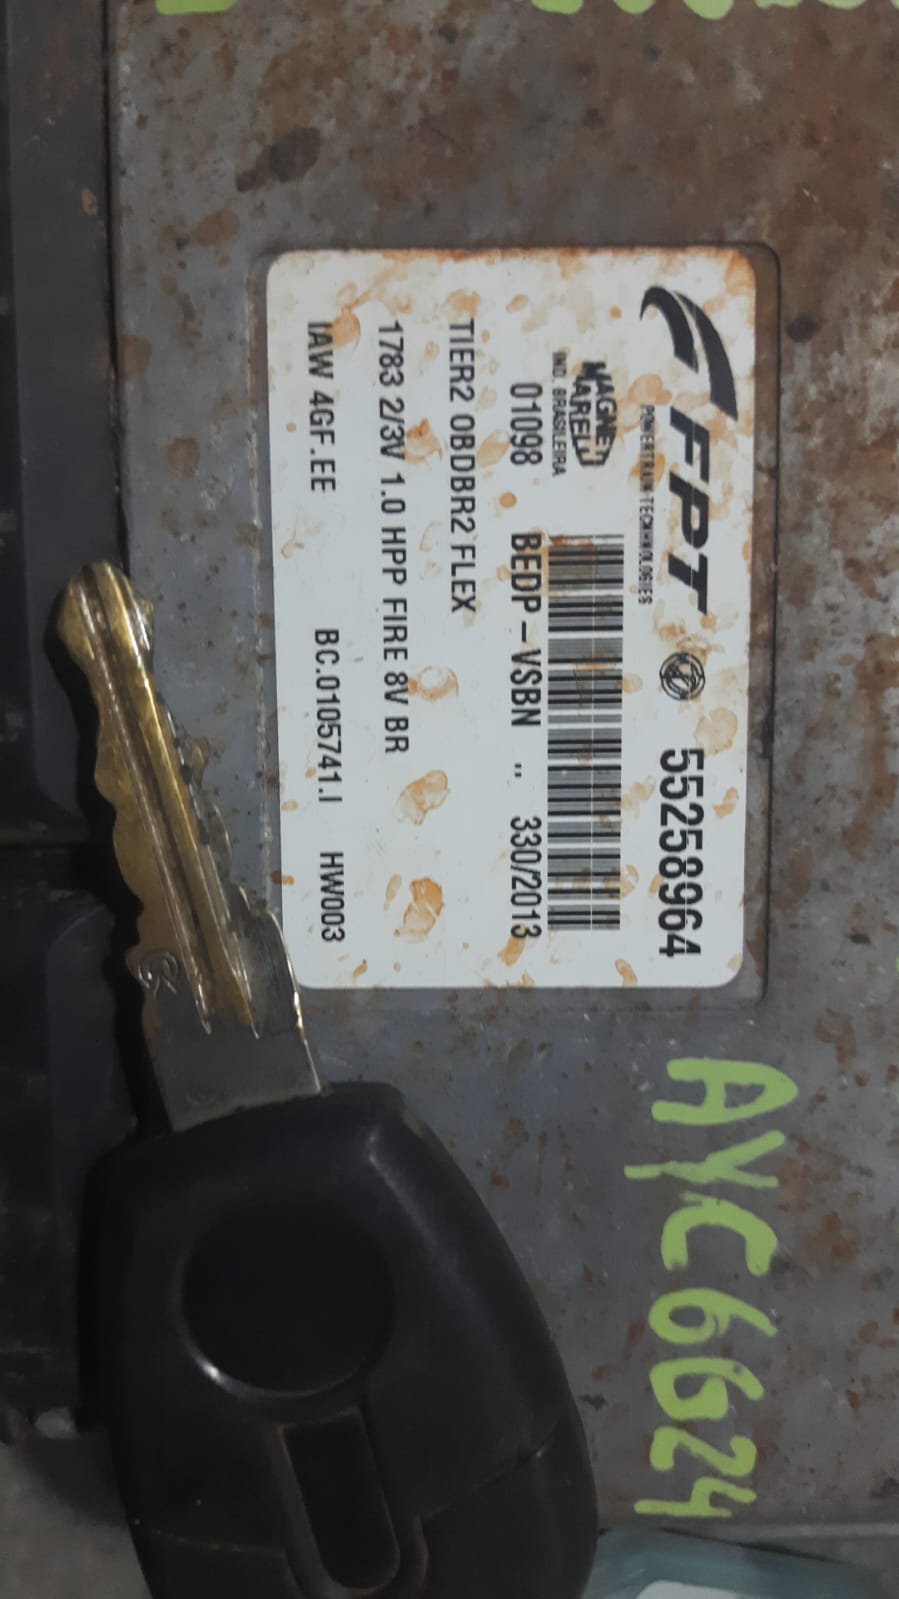 FPT
POWERTRAIN TECHNOLOGIES
55258964
MAGNETI
MARELLI
IND. BRASILEIRA
01098 BEDP-VSBN .. 330/2013
TIER2 OBDBR2 FLEX
1783 2/3V 1.0 HPP FIRE 8V BR
IAW 4GF.EE BC.0105741.I HW003
AYC6624